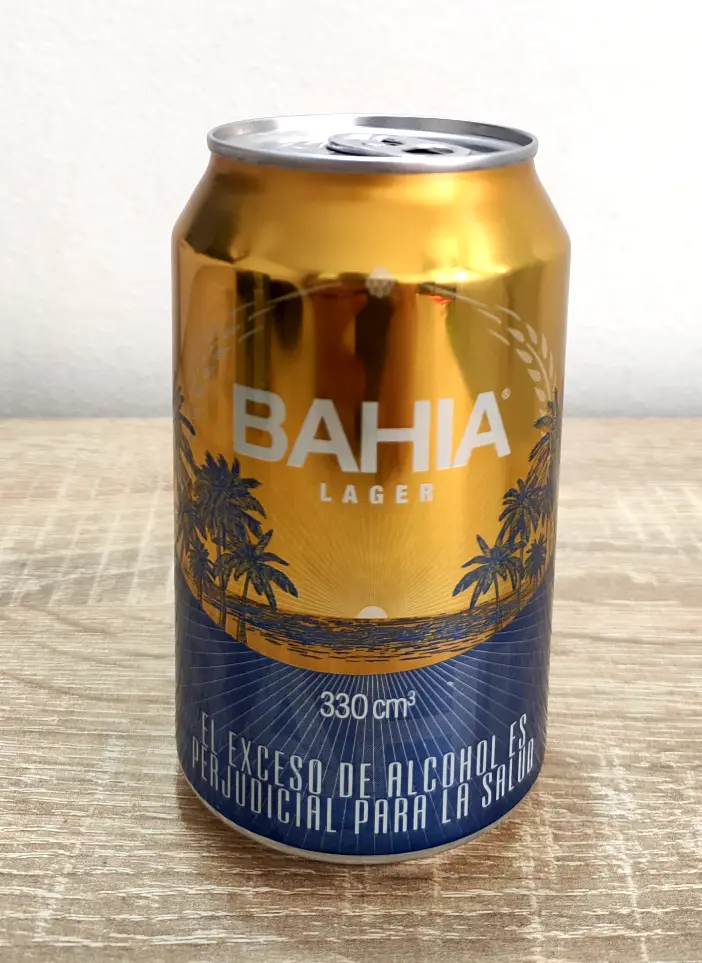 BAHIA®
LAGER
330 cm³
EL EXCESO DE ALCOHOL ES
PERJUDICIAL PARA LA SALUD